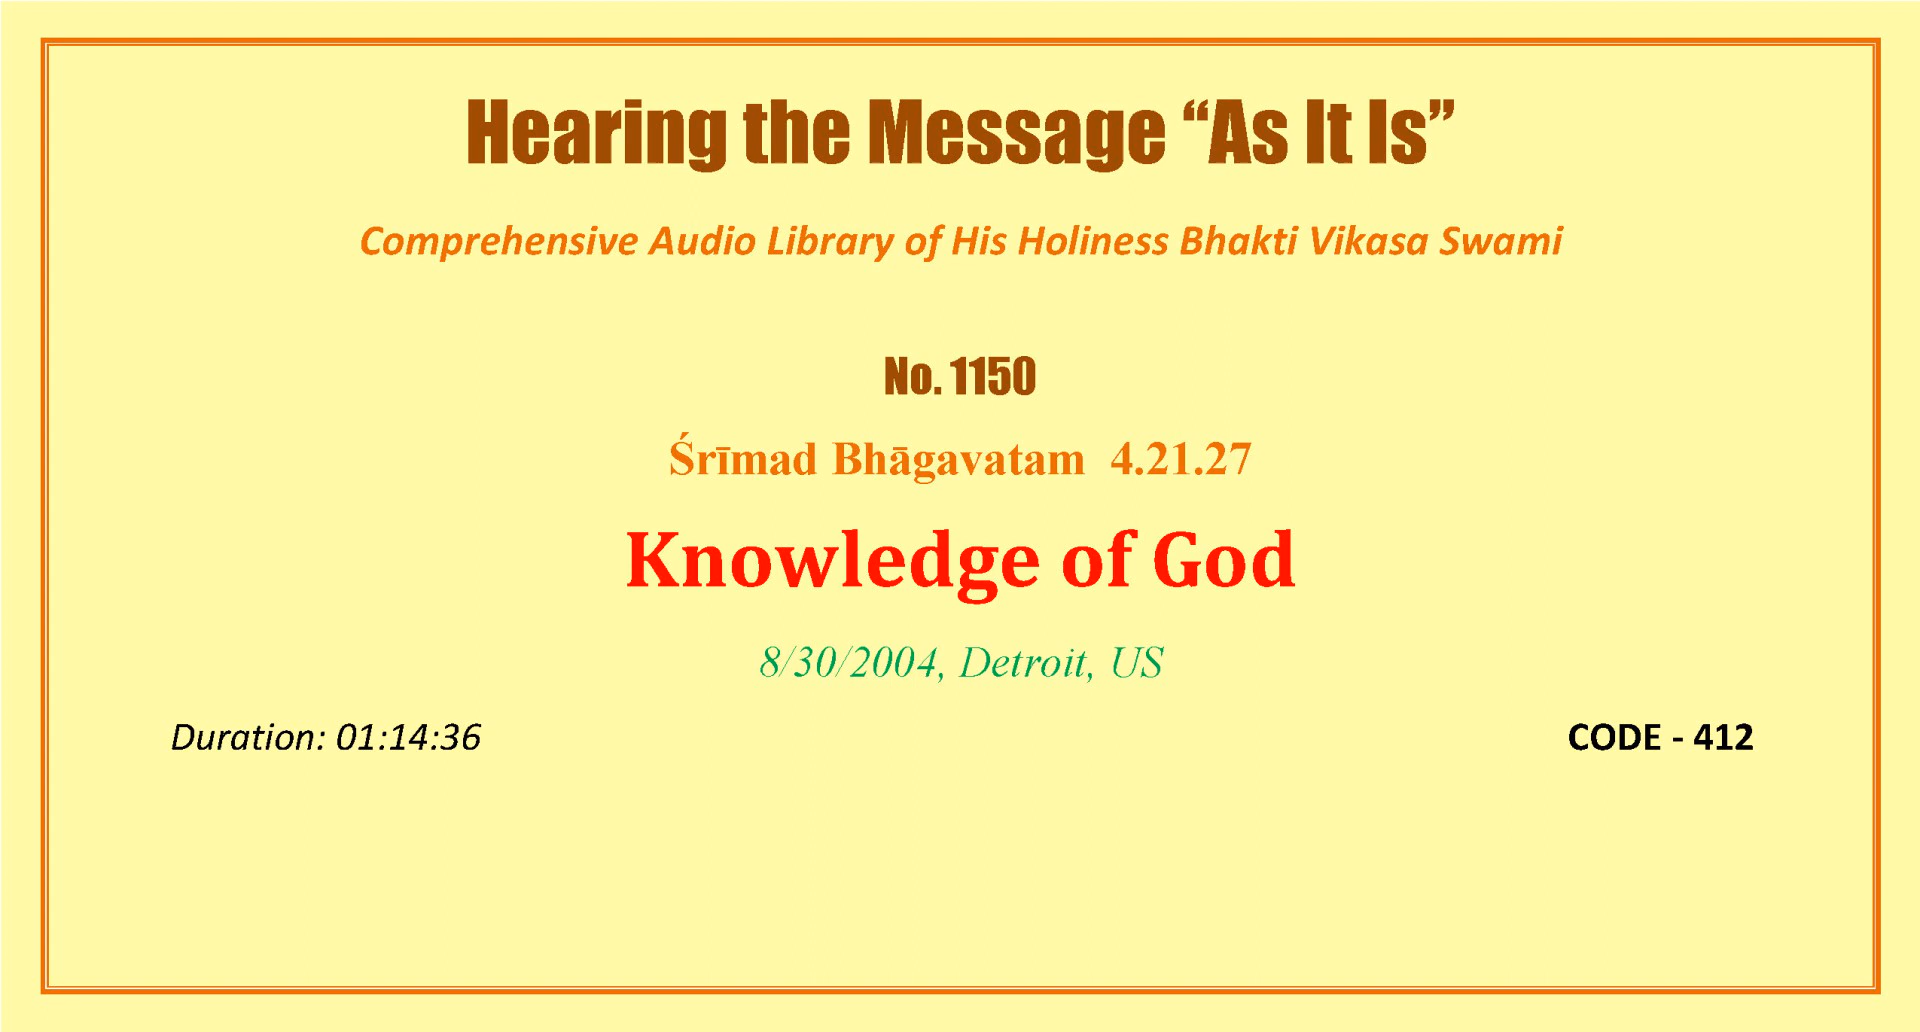 Hearing the Message “As It Is”
Comprehensive Audio Library of His Holiness Bhakti Vikasa Swami
No. 1150
Śrīmad Bhāgavatam 4.21.27
Knowledge of God
8/30/2004, Detroit, US
Duration: 01:14:36
CODE - 412